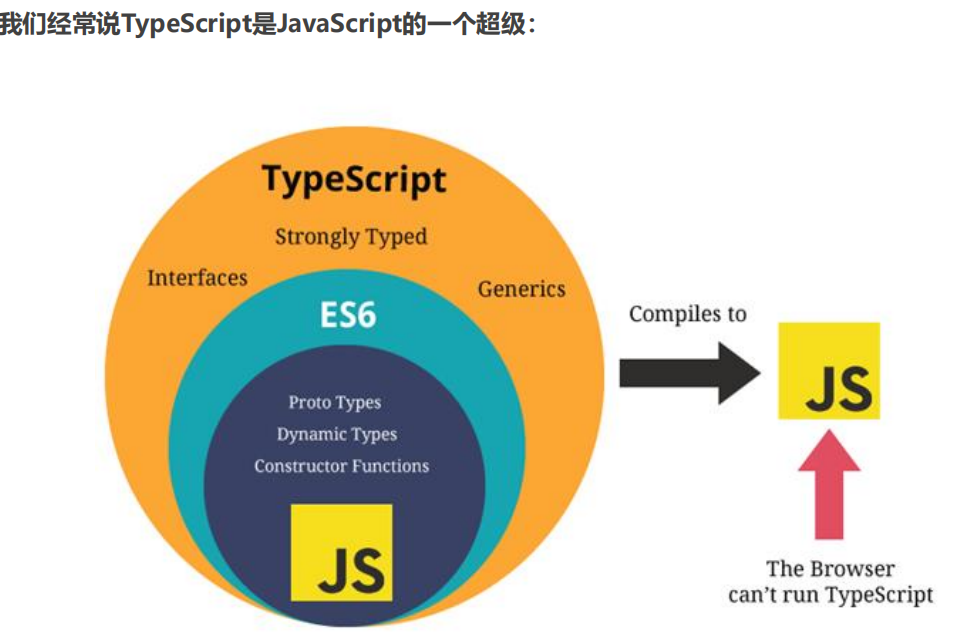 我们经常说TypeScript是JavaScript的一个超级：
TypeScript
Strongly Typed
Interfaces
Generics
ES6
Compiles to
Proto Types
Dynamic Types
Constructor Functions
JS
JS
The Browser
can't run TypeScript